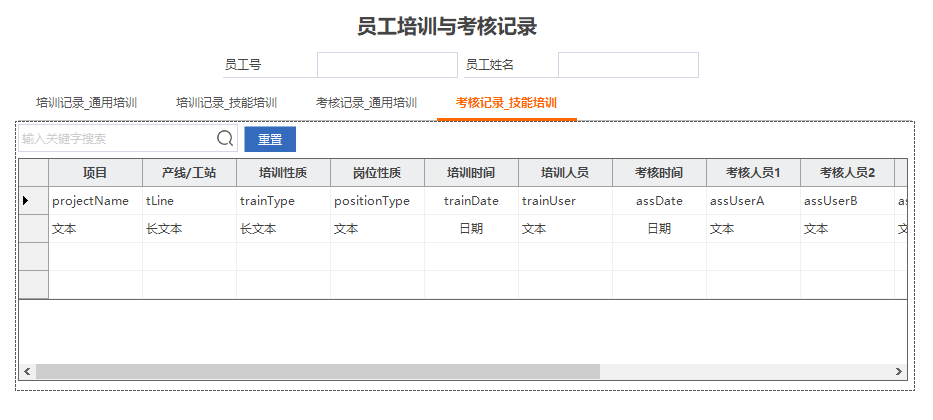 员工培训与考核记录
员工号 员工姓名
培训记录_通用培训 培训记录_技能培训 考核记录_通用培训 考核记录_技能培训
输入关键字搜索 重置
项目 产线/工站 培训性质 岗位性质 培训时间 培训人员 考核时间 考核人员1 考核人员2
projectName tLine trainType positionType trainDate trainUser assDate assUserA assUserB
文本 长文本 长文本 文本 日期 文本 日期 文本 文本